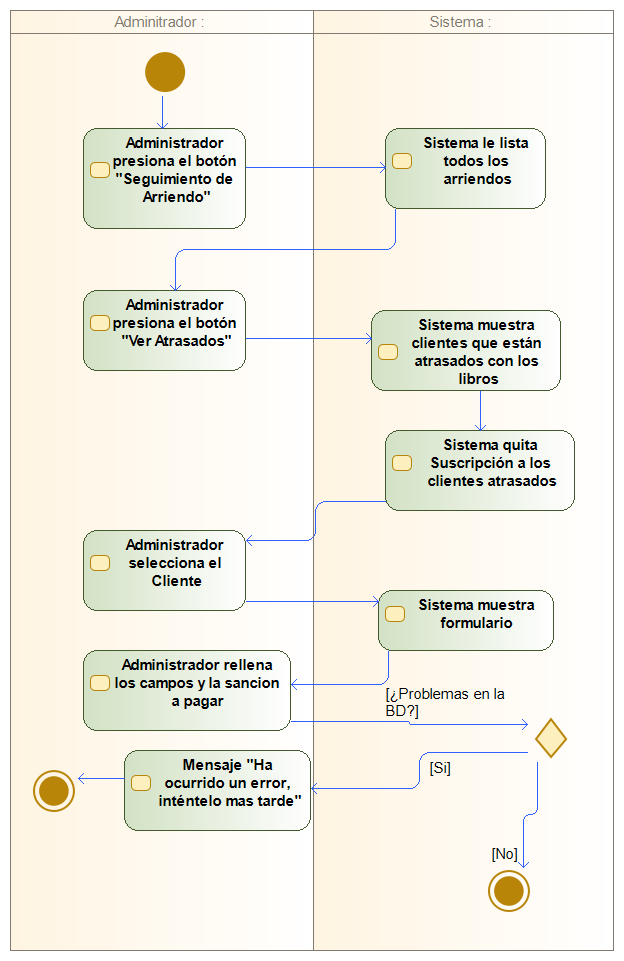 Adminitrador :
Sistema :
Administrador
presiona el botón
"Seguimiento de
Arriendo"
Sistema le lista
todos los
arriendos
Administrador
presiona el botón
"Ver Atrasados"
Sistema muestra
clientes que están
atrasados con los
libros
Sistema quita
Suscripción a los
clientes atrasados
Administrador
selecciona el
Cliente
Sistema muestra
formulario
Administrador rellena
los campos y la sancion
a pagar
[¿Problemas en la
BD?]
Mensaje "Ha
ocurrido un error,
inténtelo mas tarde"
[Si]
[No]